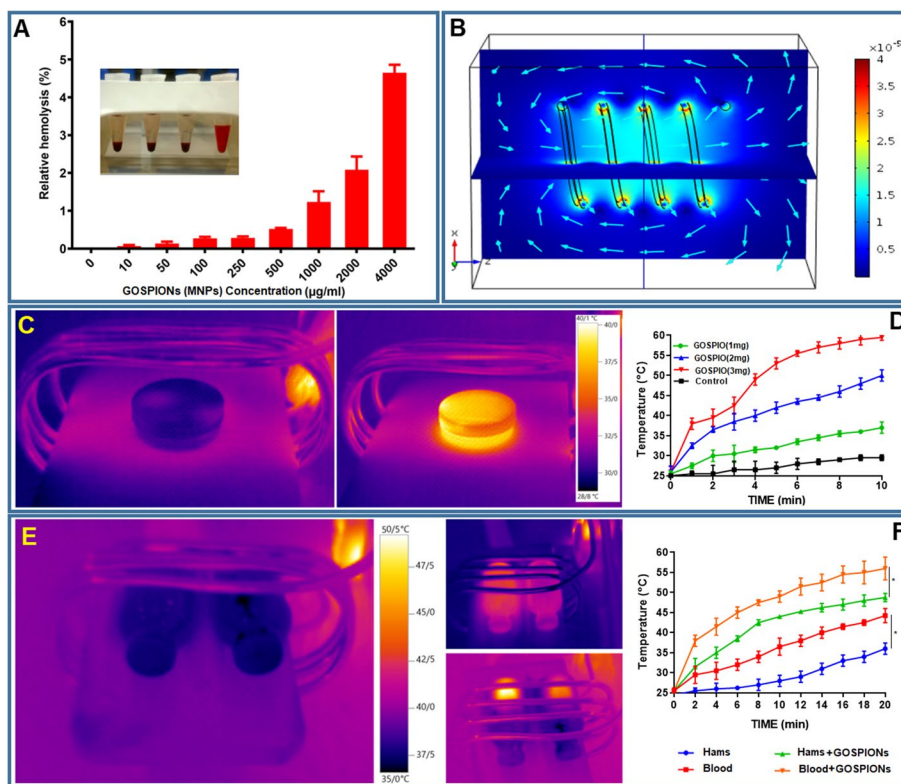 A
Relative hemolysis (%)
6
5
4
3
2
1
0
0 10 50 100 250 500 1000 2000 4000
GOSPIONs (MNPs) Concentration (µg/ml)
B
×10⁻⁵
4
3.5
3
2.5
2
1.5
1
0.5
x
y
z
C
40/1 °C
40/0
37/5
35/0
32/5
30/0
28/8 °C
D
Temperature (°C)
65
60
55
50
45
40
35
30
25
GOSPIO(1mg)
GOSPIO(2mg)
GOSPIO(3mg)
Control
0 2 4 6 8 10
TIME (min)
E
50/5°C
47/5
45/0
42/5
40/0
37/5
35/0°C
F
Temperature (°C)
65
60
55
50
45
40
35
30
25
*
*
0 2 4 6 8 10 12 14 16 18 20
TIME (min)
Hams
Hams+GOSPIONs
Blood
Blood+GOSPIONs